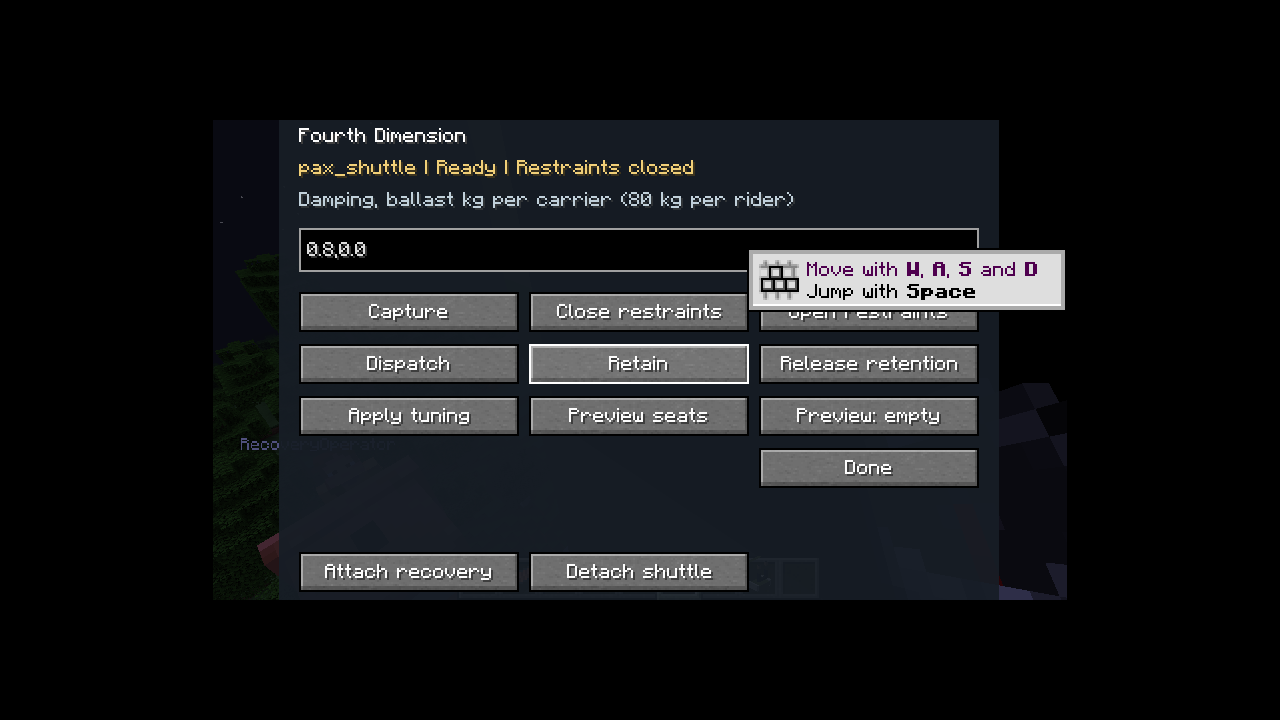 Fourth Dimension
pax_shuttle | Ready | Restraints closed
Damping, ballast kg per carrier (80 kg per rider)
0.8,0.0
Move with W, A, S and D
Jump with Space
Capture
Close restraints
Open restraints
Dispatch
Retain
Release retention
Apply tuning
Preview seats
Preview: empty
Done
Attach recovery
Detach shuttle